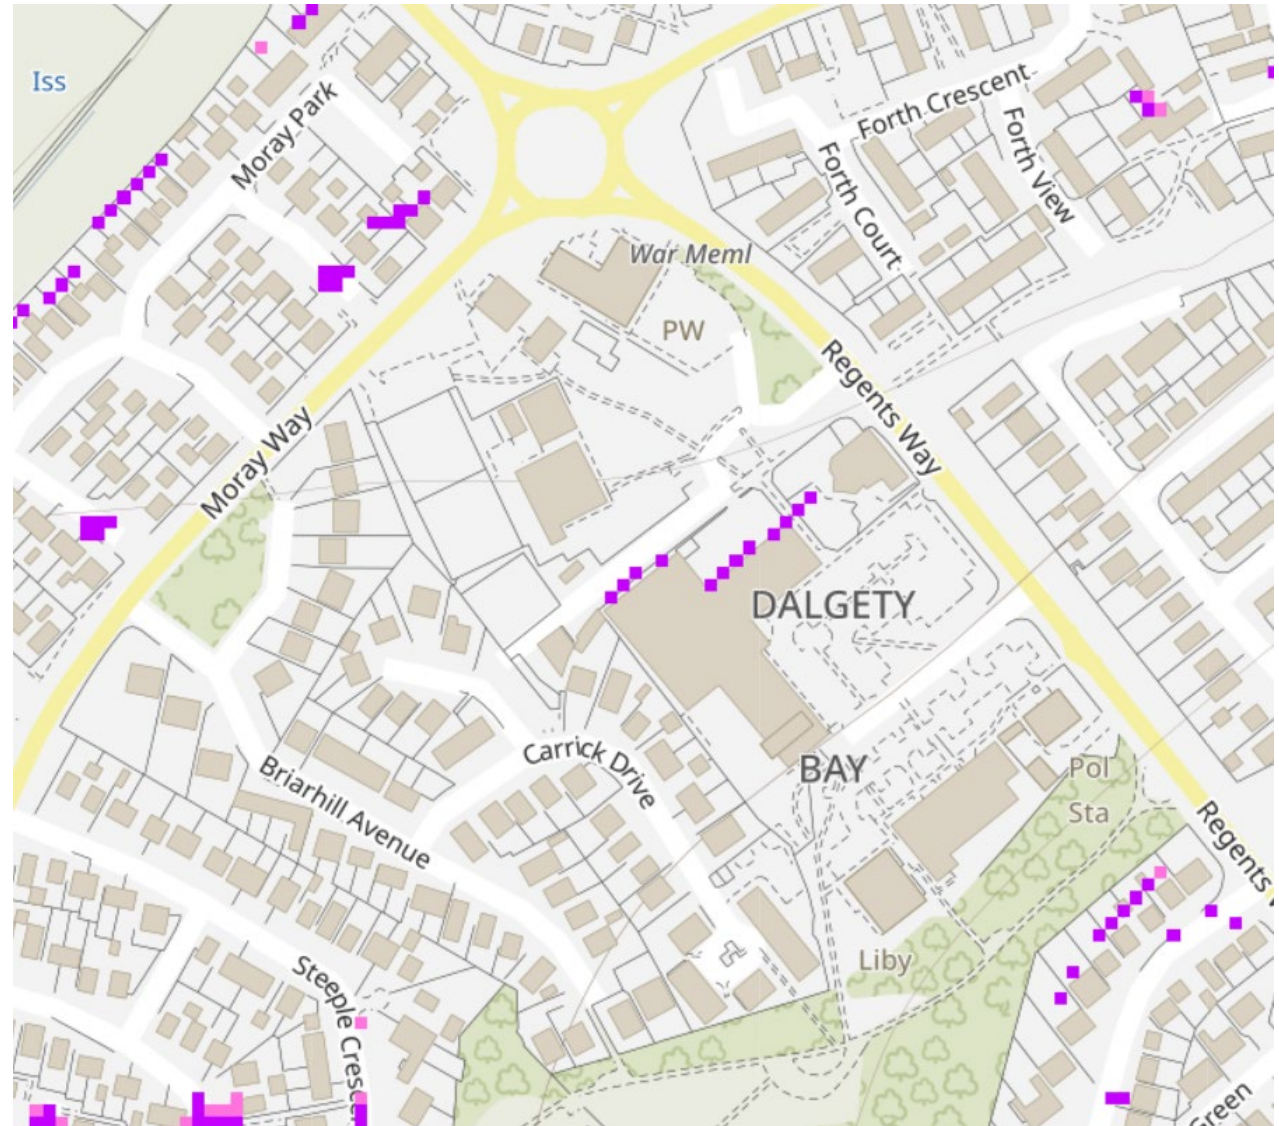 Iss
Moray Park
Forth Crescent
Forth View
Forth Court
War Meml
PW
Regents Way
Moray Way
DALGETY
BAY
Carrick Drive
Briarhill Avenue
Pol
Sta
Regents
Liby
Steeple Cresc
Green